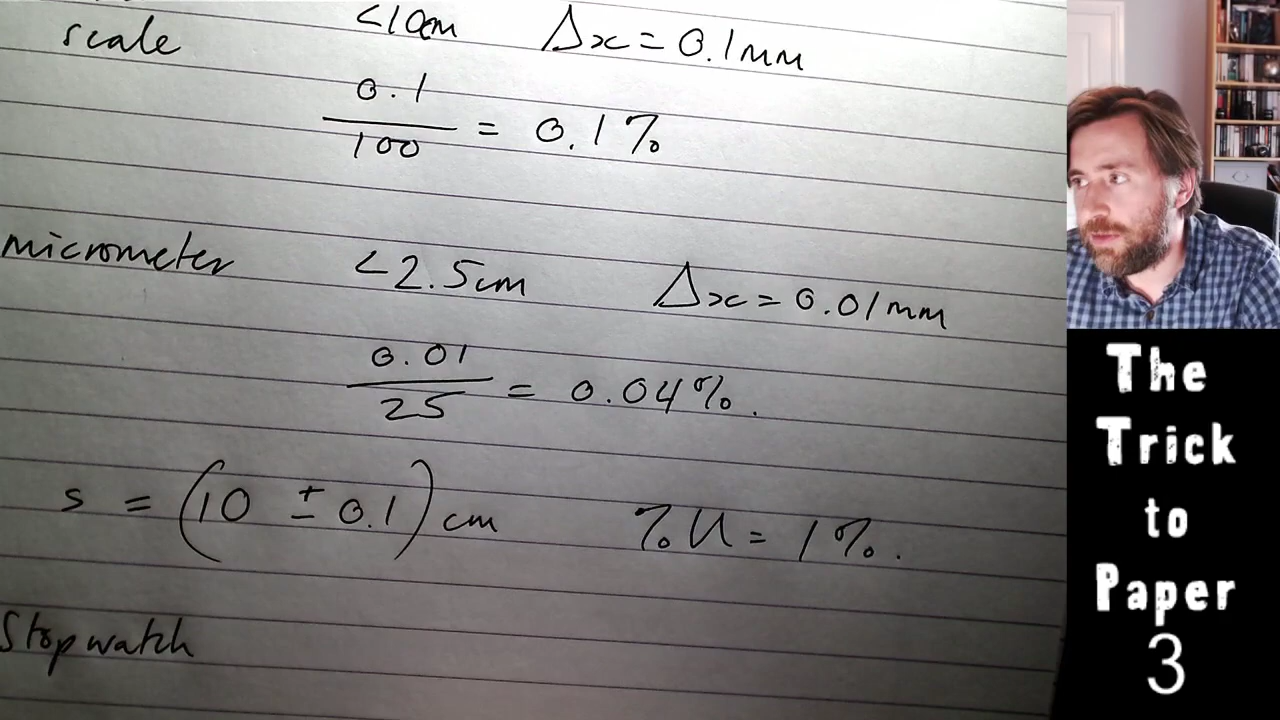 scale <10cm Δx = 0.1mm
0.1
100 = 0.1%
micrometer <2.5cm Δx = 0.01mm
0.01
25 = 0.04%.
s = (10 ± 0.1) cm %U = 1%.
Stopwatch
The
Trick
to
Paper
3